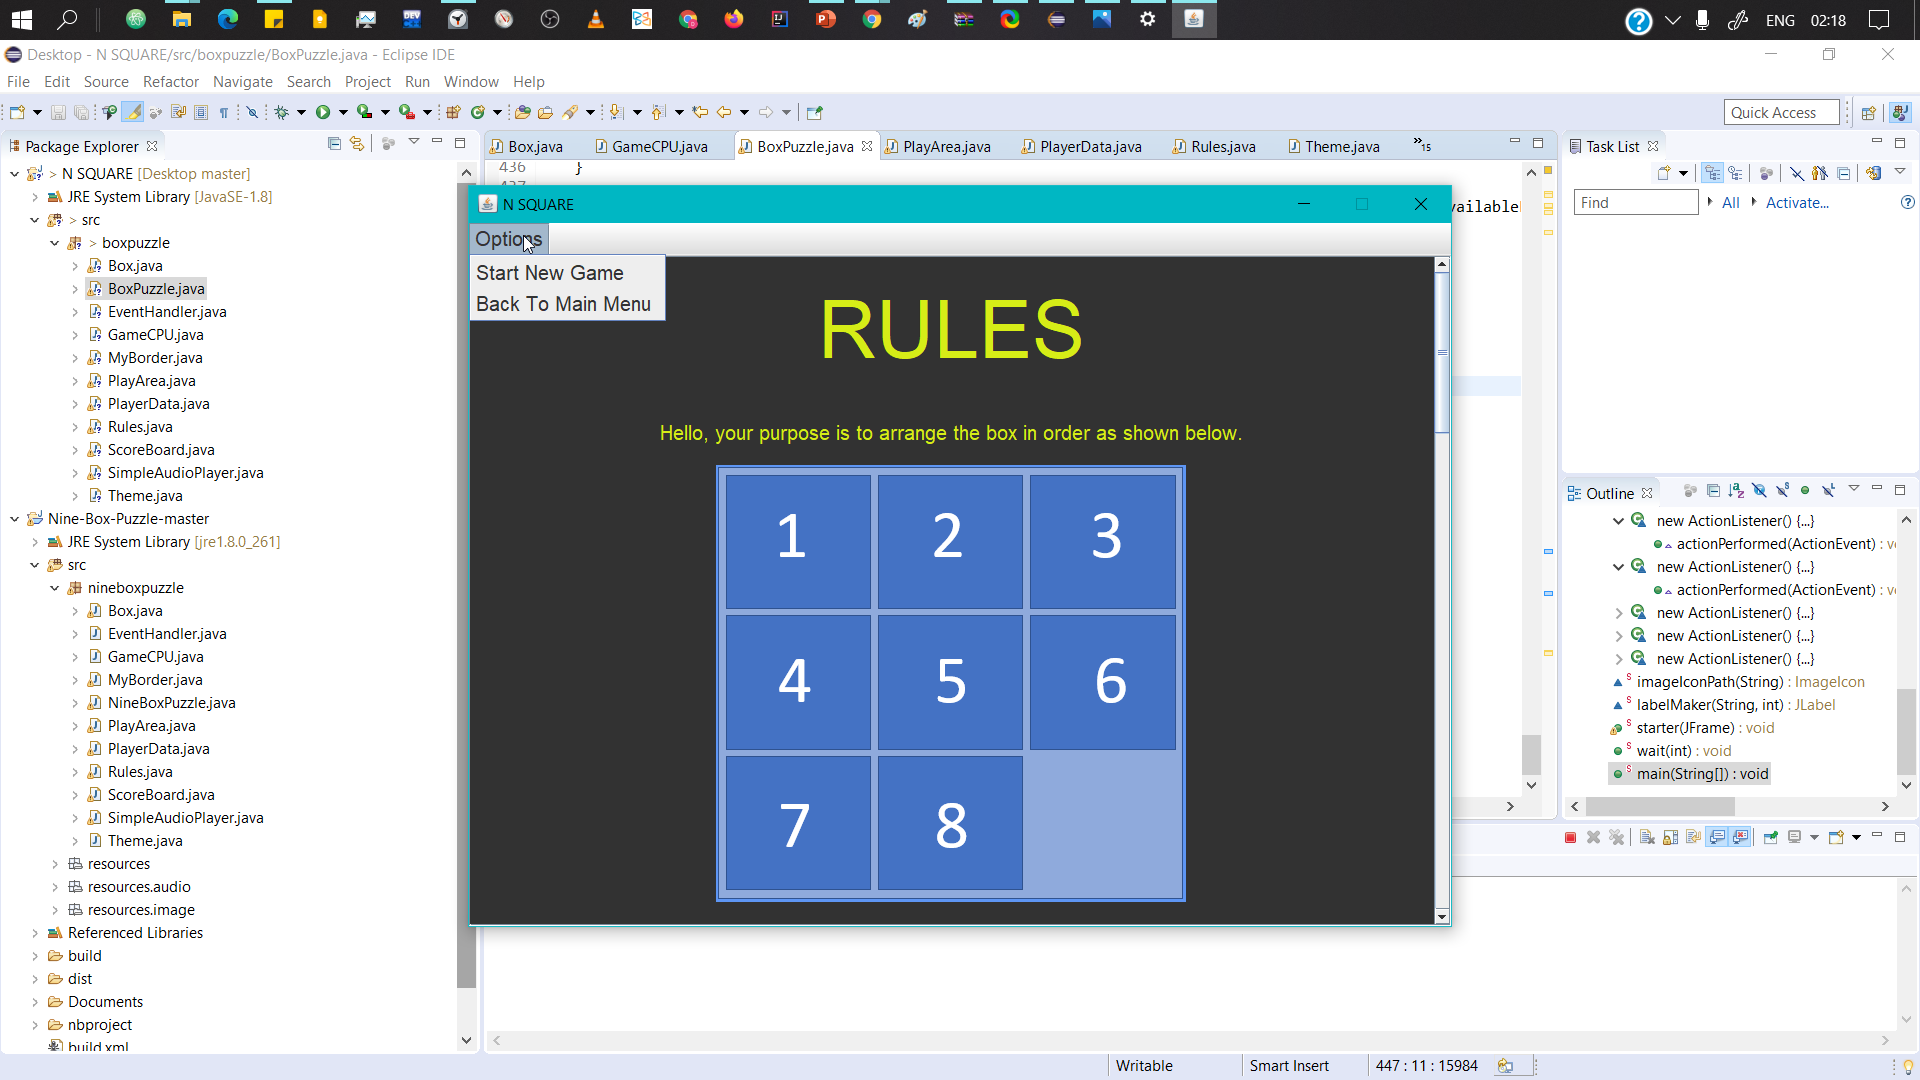 DEV
ENG 02:18
Desktop - N SQUARE/src/boxpuzzle/BoxPuzzle.java - Eclipse IDE
File Edit Source Refactor Navigate Search Project Run Window Help
Quick Access
Package Explorer
> N SQUARE [Desktop master]
JRE System Library [JavaSE-1.8]
> src
> boxpuzzle
Box.java
BoxPuzzle.java
EventHandler.java
GameCPU.java
MyBorder.java
PlayArea.java
PlayerData.java
Rules.java
ScoreBoard.java
SimpleAudioPlayer.java
Theme.java
Nine-Box-Puzzle-master
JRE System Library [jre1.8.0_261]
src
nineboxpuzzle
Box.java
EventHandler.java
GameCPU.java
MyBorder.java
NineBoxPuzzle.java
PlayArea.java
PlayerData.java
Rules.java
ScoreBoard.java
SimpleAudioPlayer.java
Theme.java
resources
resources.audio
resources.image
Referenced Libraries
build
dist
Documents
nbproject
build.xml
Box.java GameCPU.java BoxPuzzle.java PlayArea.java PlayerData.java Rules.java Theme.java »15
436 }
N SQUARE
Options
Start New Game
Back To Main Menu
RULES
Hello, your purpose is to arrange the box in order as shown below.
1 2 3
4 5 6
7 8
Task List
Find All Activate...
Outline
new ActionListener() {...}
actionPerformed(ActionEvent) : v
new ActionListener() {...}
actionPerformed(ActionEvent) : v
new ActionListener() {...}
new ActionListener() {...}
new ActionListener() {...}
imageIconPath(String) : ImageIcon
labelMaker(String, int) : JLabel
starter(JFrame) : void
wait(int) : void
main(String[]) : void
Writable Smart Insert 447 : 11 : 15984